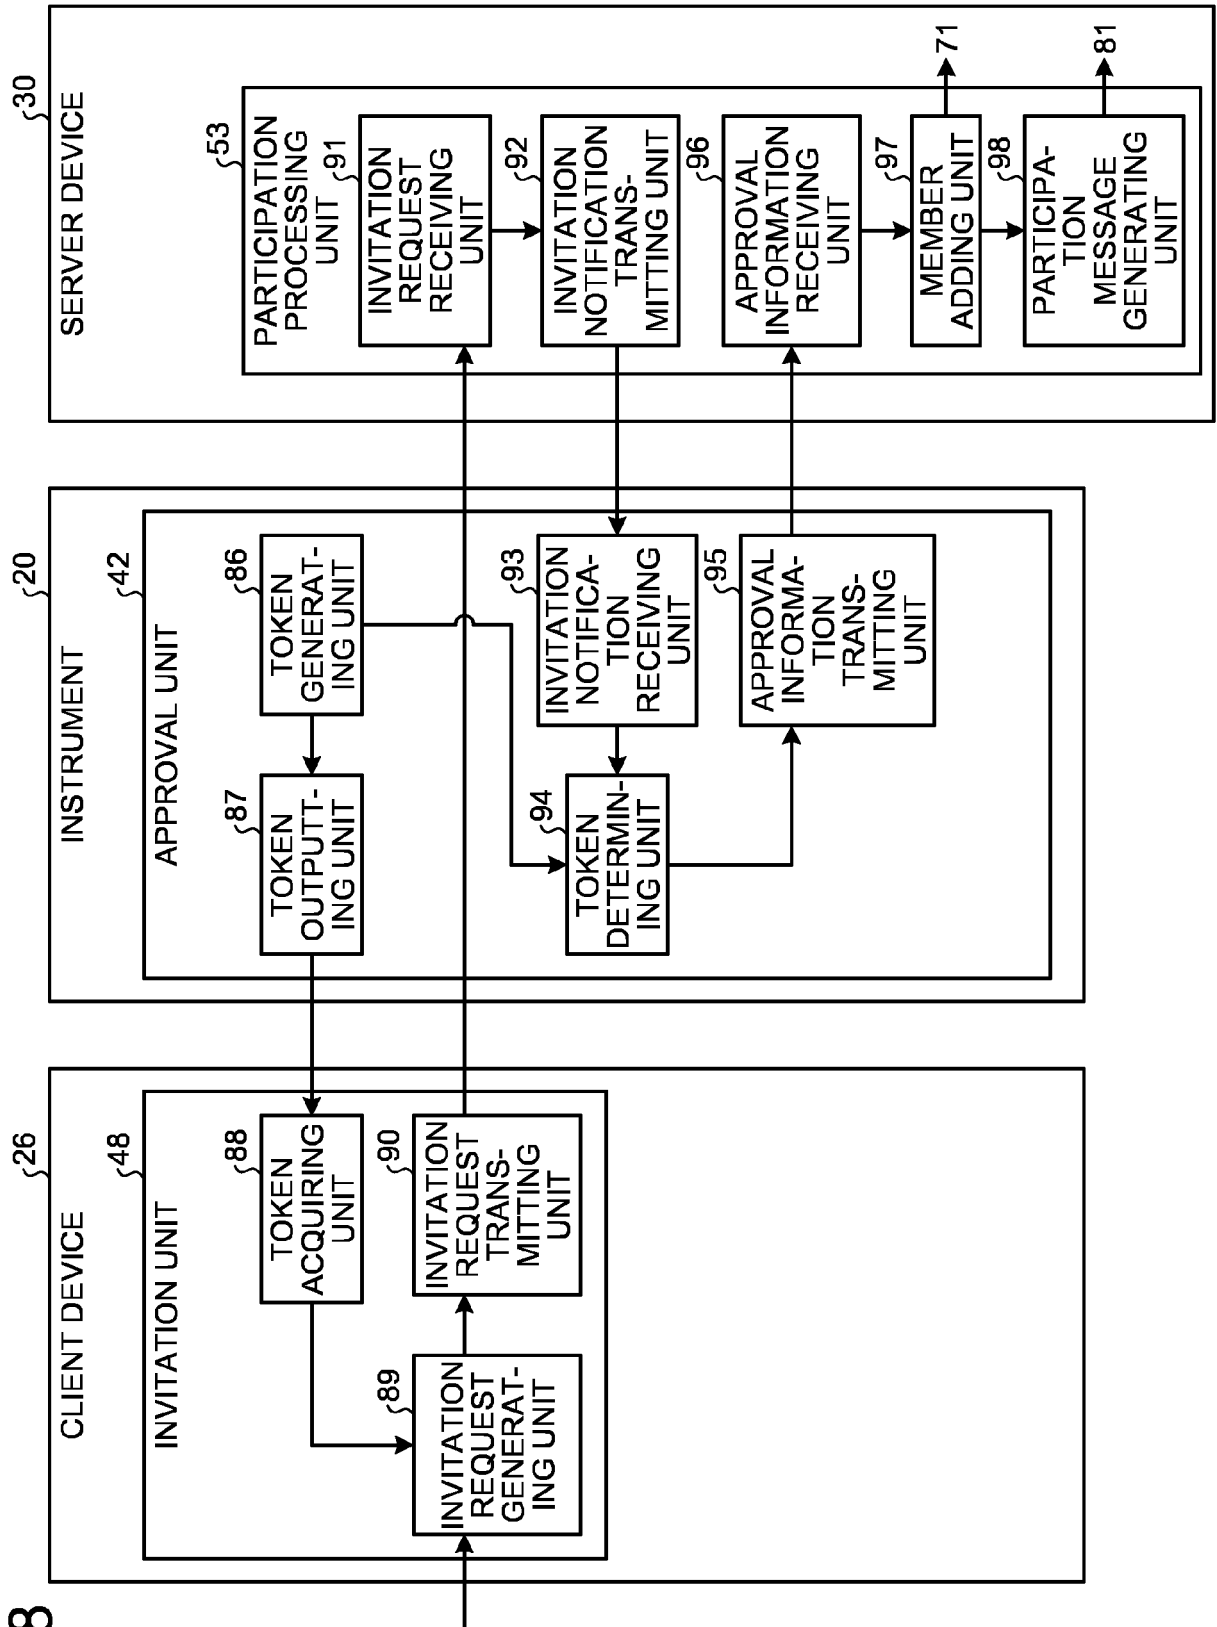 8
CLIENT DEVICE
26
INVITATION UNIT
48
TOKEN
ACQUIRING
UNIT
88
INVITATION
REQUEST
GENERAT-
ING UNIT
89
INVITATION
REQUEST
TRANS-
MITTING
UNIT
90
INSTRUMENT
20
APPROVAL UNIT
42
TOKEN
OUTPUTT-
ING UNIT
87
TOKEN
GENERAT-
ING UNIT
86
TOKEN
DETERMIN-
ING UNIT
94
INVITATION
NOTIFICA-
TION
RECEIVING
UNIT
93
APPROVAL
INFORMA-
TION
TRANS-
MITTING
UNIT
95
SERVER DEVICE
30
PARTICIPATION
PROCESSING
UNIT
53
INVITATION
REQUEST
RECEIVING
UNIT
91
INVITATION
NOTIFICATION
TRANS-
MITTING UNIT
92
APPROVAL
INFORMATION
RECEIVING
UNIT
96
MEMBER
ADDING UNIT
97
71
PARTICIPA-
TION
MESSAGE
GENERATING
UNIT
98
81